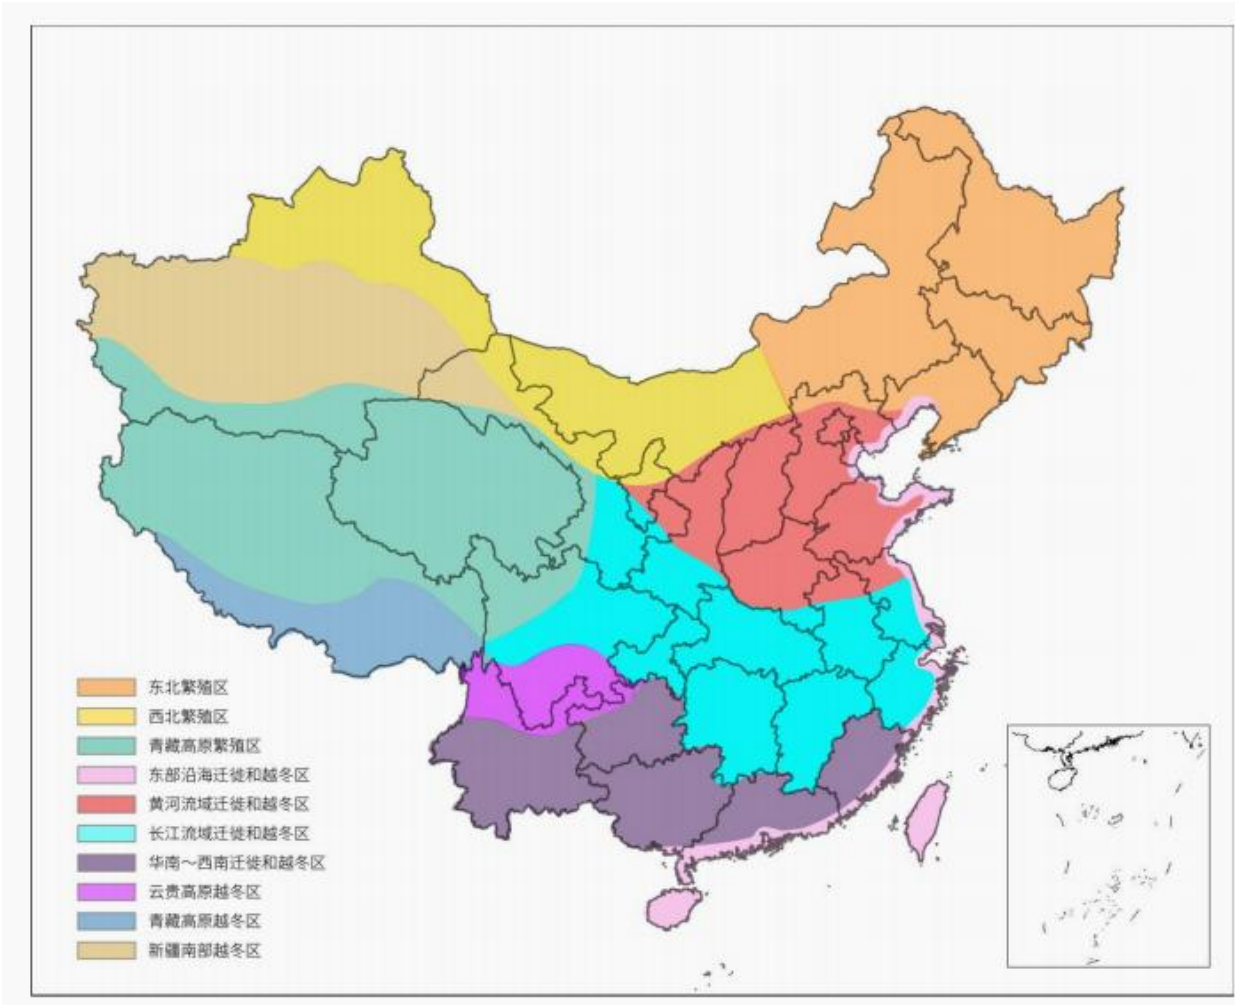 东北繁殖区
西北繁殖区
青藏高原繁殖区
东部沿海迁徙和越冬区
黄河流域迁徙和越冬区
长江流域迁徙和越冬区
华南～西南迁徙和越冬区
云贵高原越冬区
青藏高原越冬区
新疆南部越冬区